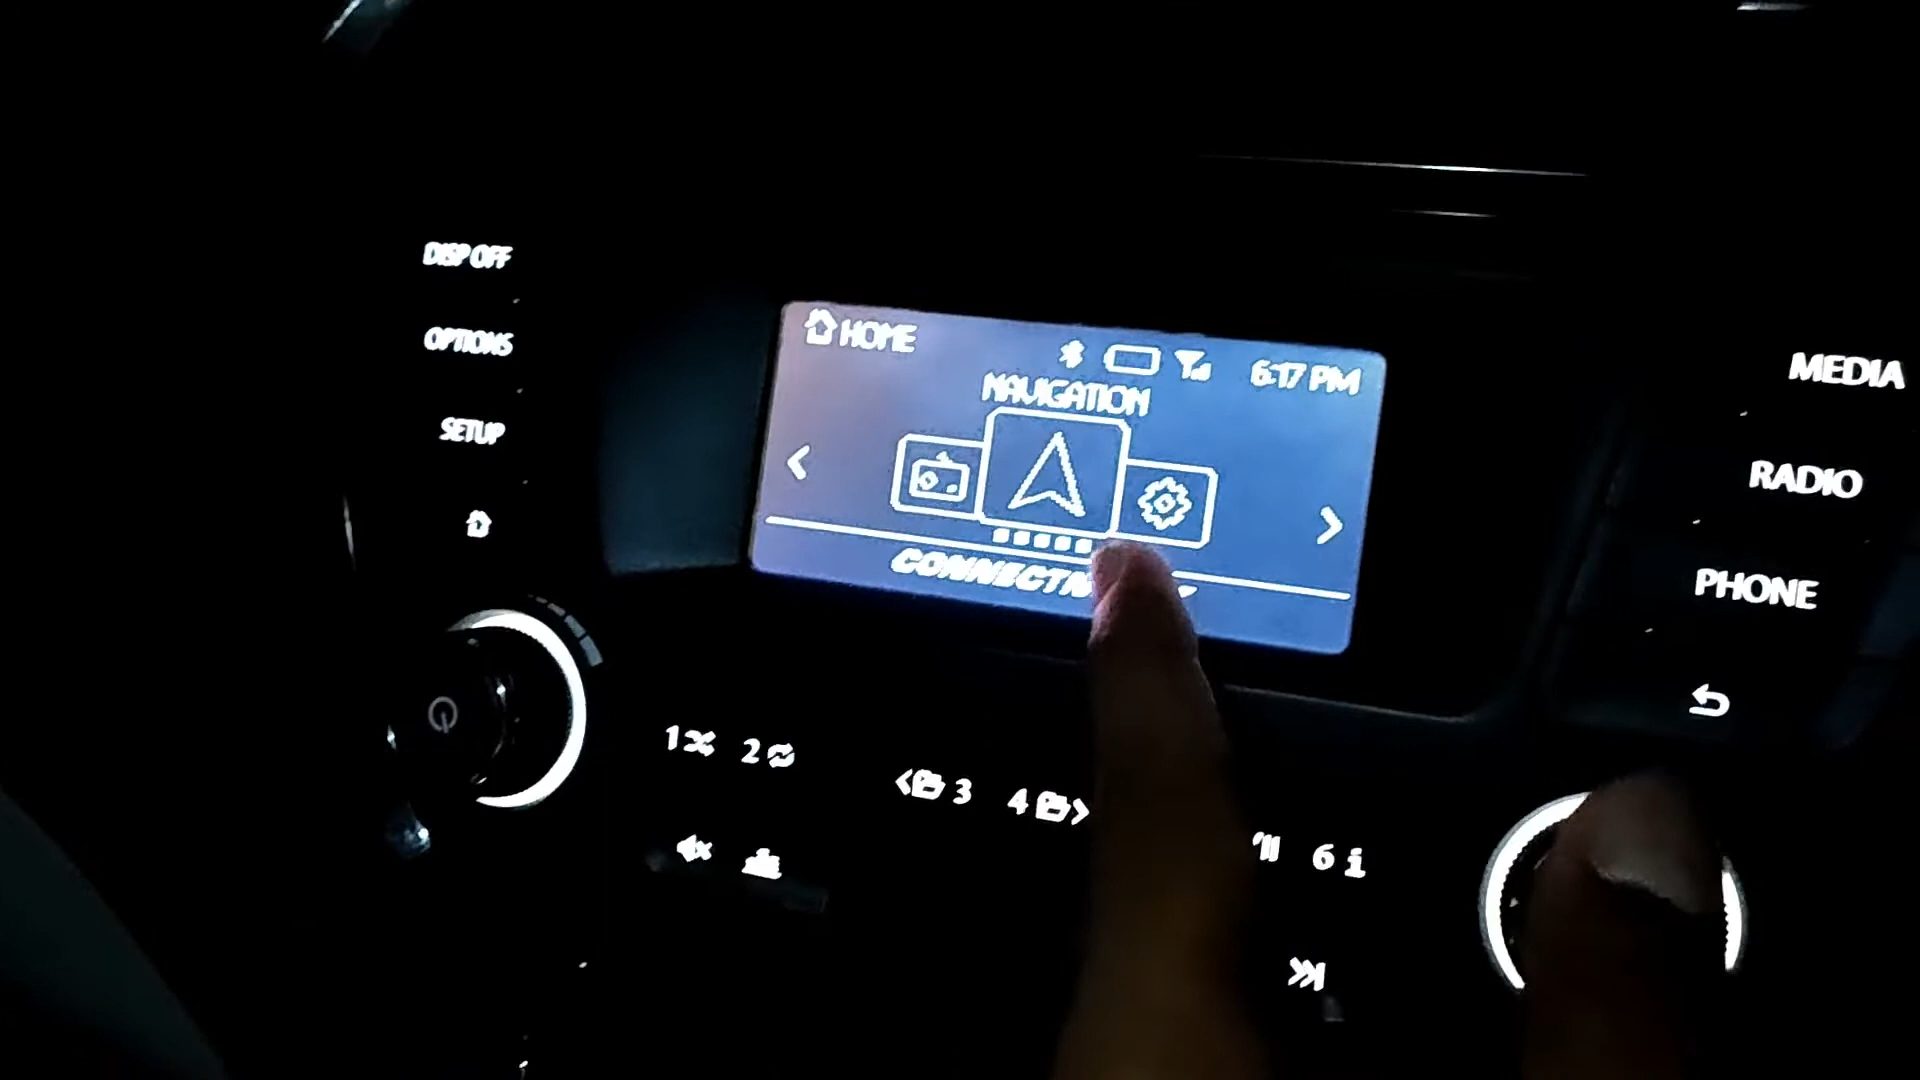 DISP OFF
OPTIONS
SETUP
HOME
6:17 PM
NAVIGATION
MEDIA
RADIO
PHONE
1
2
3
4
6 i